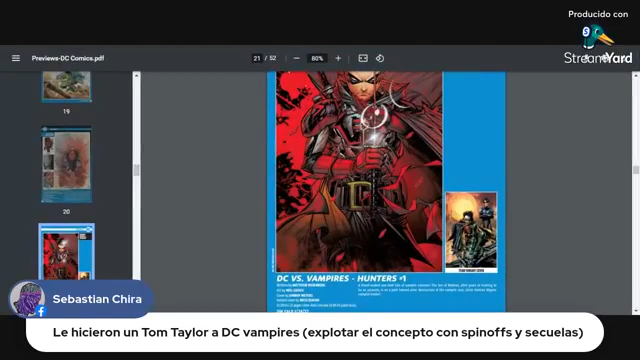 Producido con
StreamYard
Previews-DC Comics.pdf
21 / 52
80%
19
20
DC VS. VAMPIRES - HUNTERS #1
Sebastian Chira
Le hicieron un Tom Taylor a DC vampires (explotar el concepto con spinoffs y secuelas)